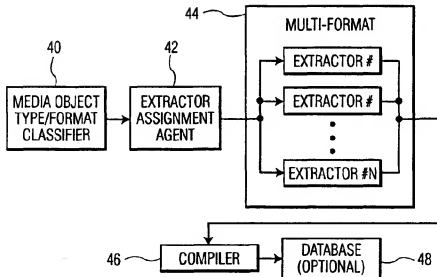 44
MULTI-FORMAT
40
42
EXTRACTOR #
MEDIA OBJECT
TYPE/FORMAT
CLASSIFIER
EXTRACTOR
ASSIGNMENT
AGENT
EXTRACTOR #
EXTRACTOR #N
46
COMPILER
DATABASE
(OPTIONAL)
48